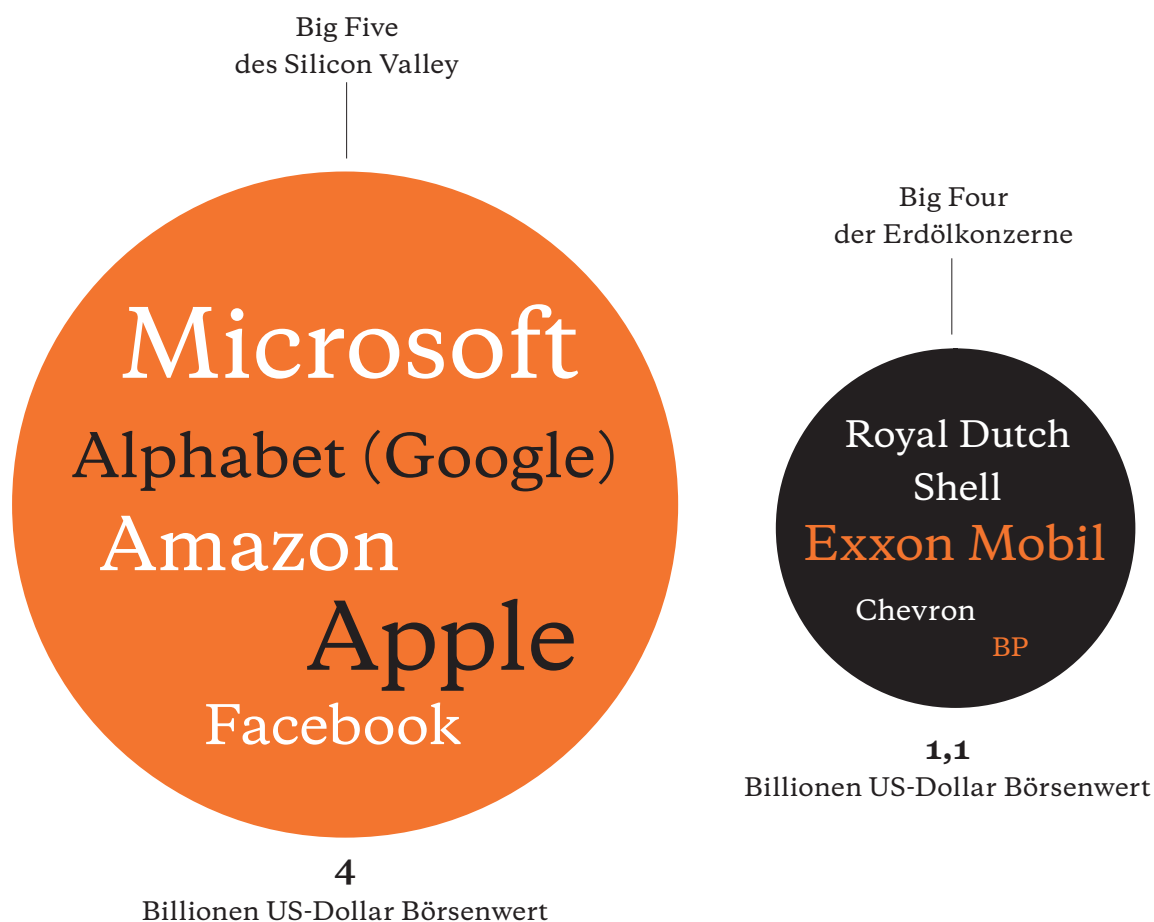 Big Five
des Silicon Valley
Microsoft
Alphabet (Google)
Amazon
Apple
Facebook
4
Billionen US-Dollar Börsenwert
Big Four
der Erdölkonzerne
Royal Dutch
Shell
Exxon Mobil
Chevron
BP
1,1
Billionen US-Dollar Börsenwert